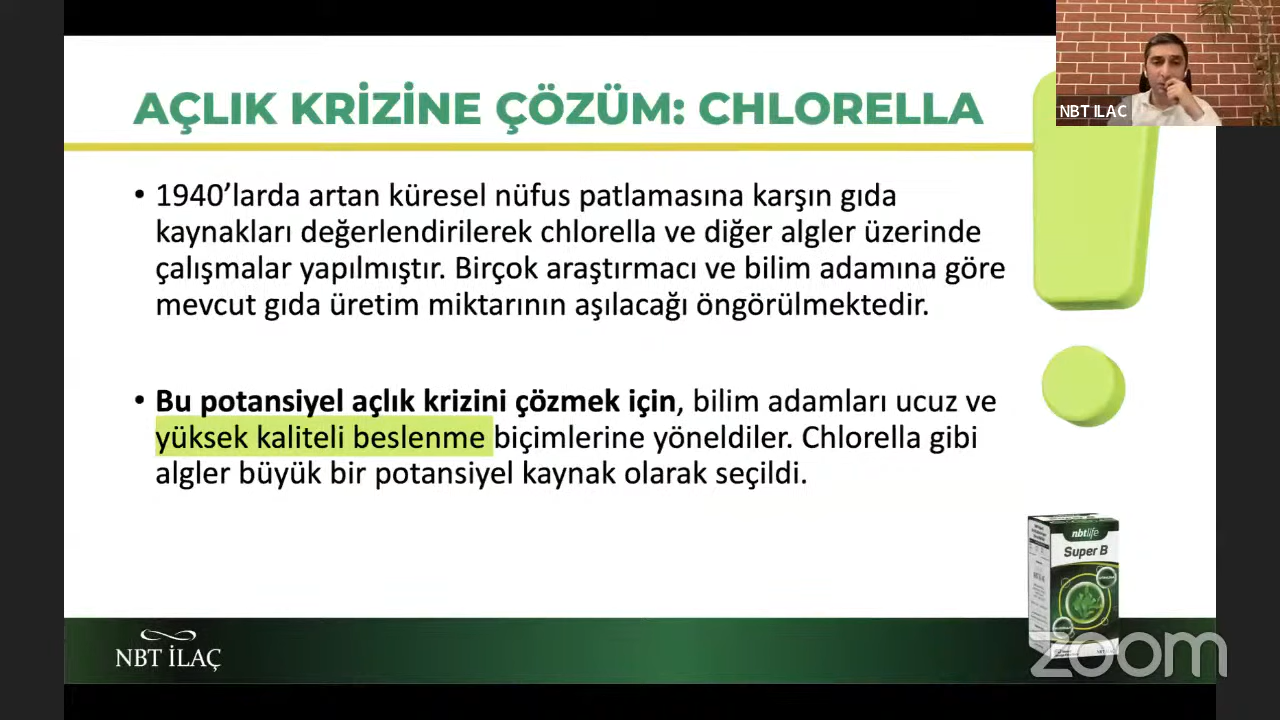 AÇLIK KRİZİNE ÇÖZÜM: CHLORELLA
NBT ILAC
• 1940’larda artan küresel nüfus patlamasına karşın gıda
kaynakları değerlendirilerek chlorella ve diğer algler üzerinde
çalışmalar yapılmıştır. Birçok araştırmacı ve bilim adamına göre
mevcut gıda üretim miktarının aşılacağı öngörülmektedir.
• Bu potansiyel açlık krizini çözmek için, bilim adamları ucuz ve
yüksek kaliteli beslenme biçimlerine yöneldiler. Chlorella gibi
algler büyük bir potansiyel kaynak olarak seçildi.
nbtlife
Super B
NBT İLAÇ
zoom